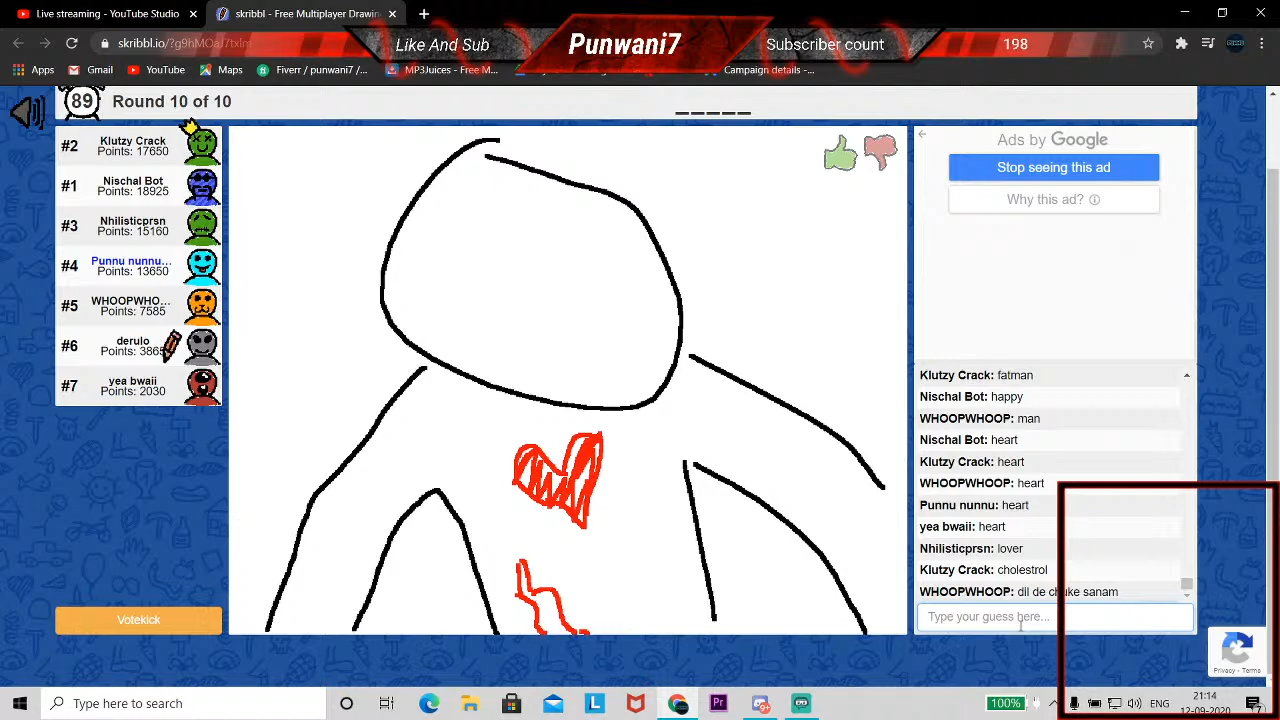 Live streaming - YouTube Studio
skribbl - Free Multiplayer Drawin
skribbl.io/?g9hMOaJ7txlm
Like And Sub
Punwani7
Subscriber count
198
Apps
Gmail
YouTube
Maps
Fiverr / punwani7 /...
MP3Juices - Free M...
Campaign details -...
89
Round 10 of 10
_ _ _ _ _
#2
Klutzy Crack
Points: 17650
#1
Nischal Bot
Points: 18925
#3
Nhilisticprsn
Points: 15160
#4
Punnu nunnu...
Points: 13650
#5
WHOOPWHO...
Points: 7585
#6
derulo
Points: 3865
#7
yea bwaii
Points: 2030
Votekick
Ads by Google
Stop seeing this ad
Why this ad?
Klutzy Crack: fatman
Nischal Bot: happy
WHOOPWHOOP: man
Nischal Bot: heart
Klutzy Crack: heart
WHOOPWHOOP: heart
Punnu nunnu: heart
yea bwaii: heart
Nhilisticprsn: lover
Klutzy Crack: cholestrol
WHOOPWHOOP: dil de chuke sanam
Type your guess here...
Privacy - Terms
Type here to search
100%
ENG
21:14
12-09-2020